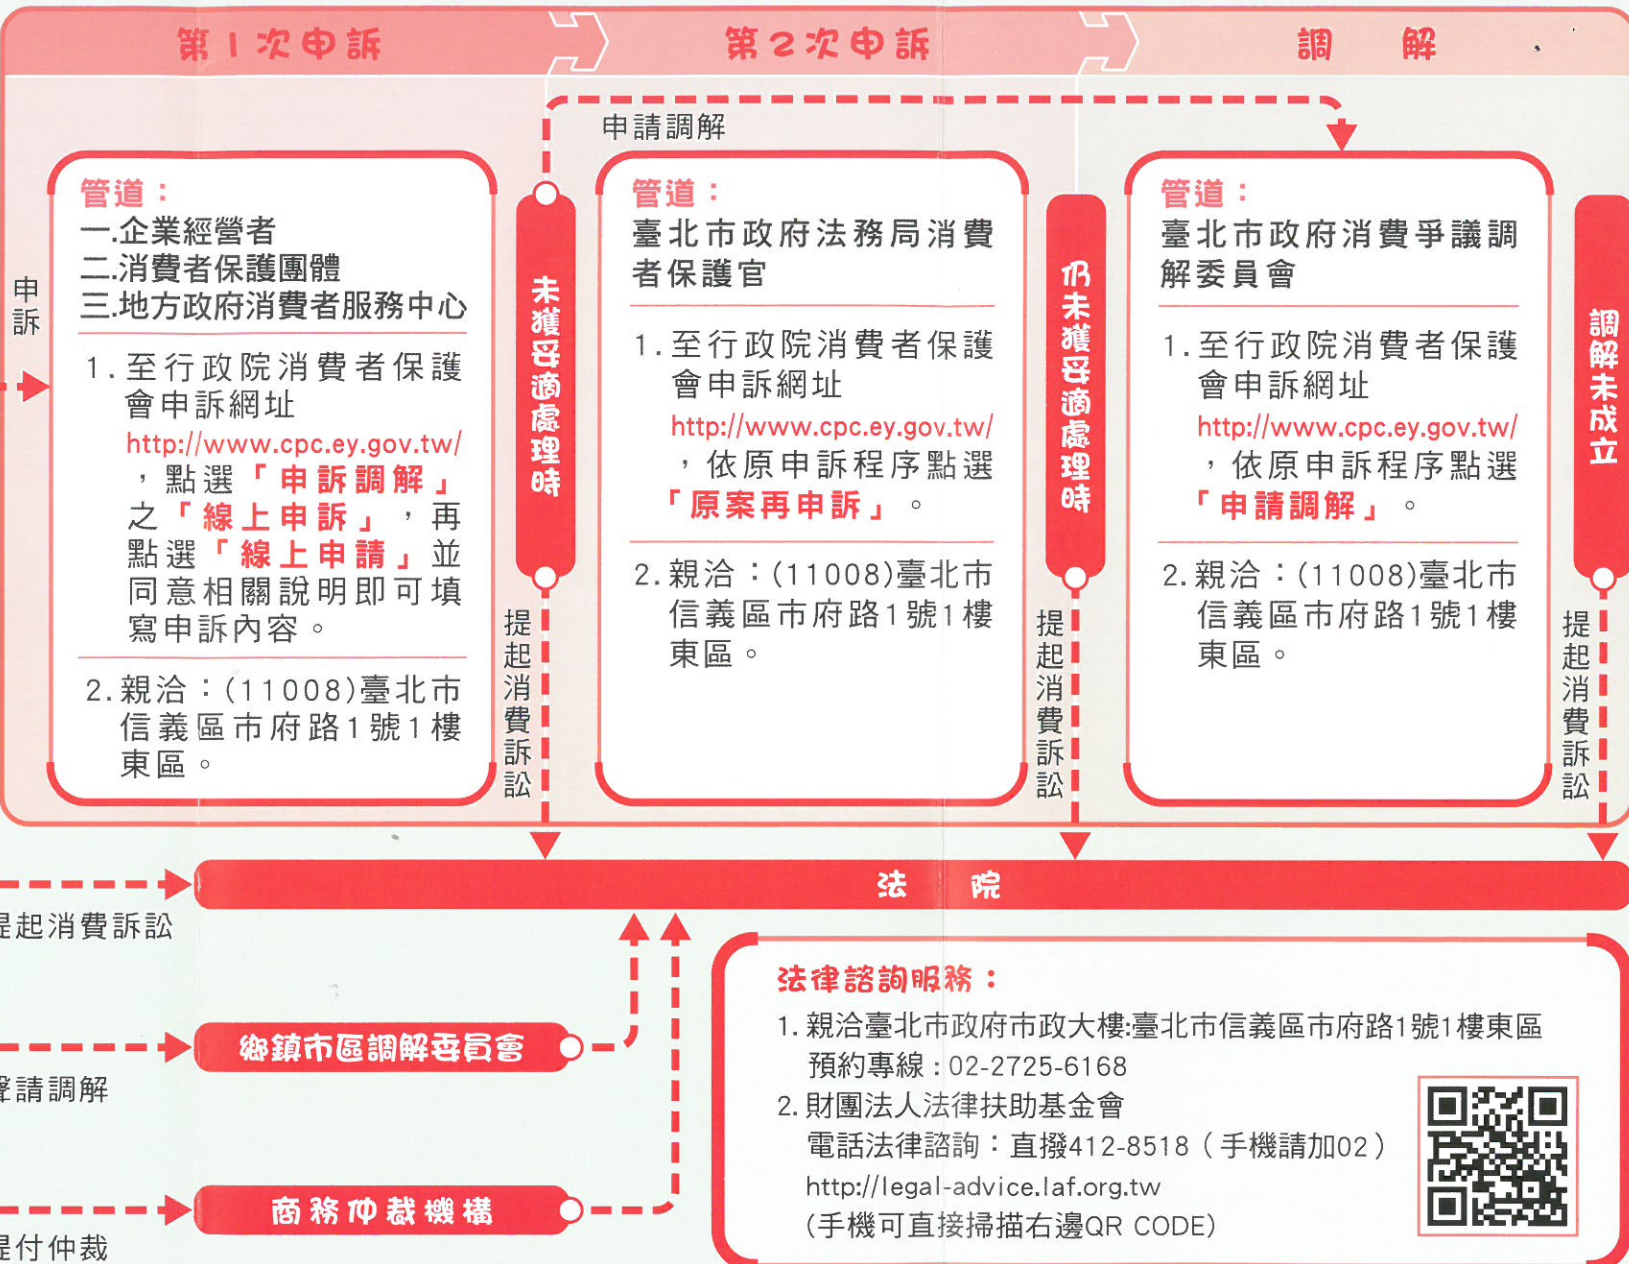 第1次申訴
第2次申訴
調 解
申請調解
申訴
管道：
一.企業經營者
二.消費者保護團體
三.地方政府消費者服務中心
1.至行政院消費者保護
會申訴網址
http://www.cpc.ey.gov.tw/
，點選「申訴調解」
之「線上申訴」，再
點選「線上申請」並
同意相關說明即可填
寫申訴內容。
2.親洽：(11008)臺北市
信義區市府路1號1樓
東區。
未獲妥適處理時
提起消費訴訟
管道：
臺北市政府法務局消費
者保護官
1.至行政院消費者保護
會申訴網址
http://www.cpc.ey.gov.tw/
，依原申訴程序點選
「原案再申訴」。
2.親洽：(11008)臺北市
信義區市府路1號1樓
東區。
仍未獲妥適處理時
提起消費訴訟
管道：
臺北市政府消費爭議調
解委員會
1.至行政院消費者保護
會申訴網址
http://www.cpc.ey.gov.tw/
，依原申訴程序點選
「申請調解」。
2.親洽：(11008)臺北市
信義區市府路1號1樓
東區。
調解未成立
提起消費訴訟
法 院
提起消費訴訟
鄉鎮市區調解委員會
聲請調解
商務仲裁機構
提付仲裁
法律諮詢服務：
1.親洽臺北市政府市政大樓:臺北市信義區市府路1號1樓東區
預約專線：02-2725-6168
2.財團法人法律扶助基金會
電話法律諮詢：直撥412-8518（手機請加02）
http://legal-advice.laf.org.tw
(手機可直接掃描右邊QR CODE)